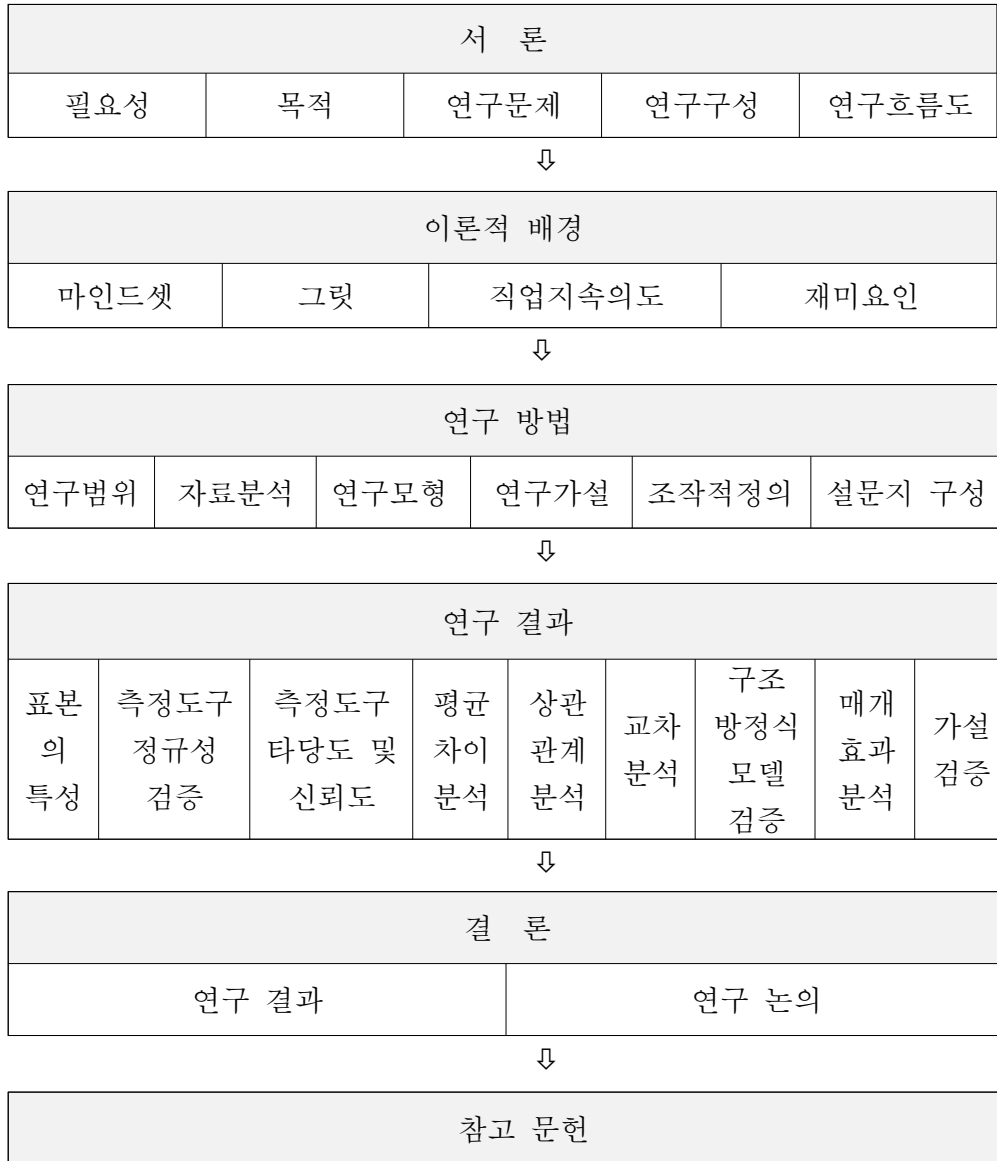 서 론
필요성 목적 연구문제 연구구성 연구흐름도
⇩
이론적 배경
마인드셋 그릿 직업지속의도 재미요인
⇩
연구 방법
연구범위 자료분석 연구모형 연구가설 조작적정의 설문지 구성
⇩
연구 결과
표본
의
특성
측정도구
정규성
검증
측정도구
타당도 및
신뢰도
평균
차이
분석
상관
관계
분석
교차
분석
구조
방정식
모델
검증
매개
효과
분석
가설
검증
⇩
결 론
연구 결과 연구 논의
⇩
참고 문헌